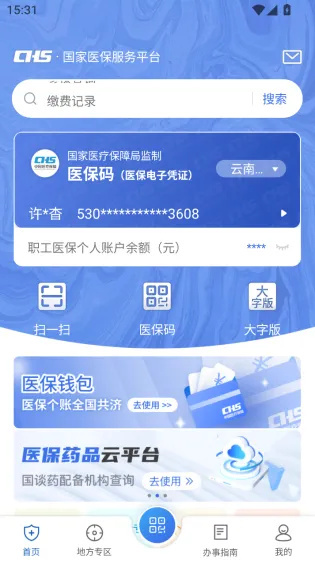 15:31
CHS · 国家医保服务平台
缴费记录
搜索
CHS
国家医疗保障局监制
医保码（医保电子凭证）
云南...
许*杳 530***********3608
职工医保个人账户余额（元） ****
扫一扫
医保码
大字版
大字版
医保钱包
医保个账全国共济 去使用 >>
CHS
医保药品云平台
国谈药配备机构查询 去使用 >>
首页
地方专区
办事指南
我的